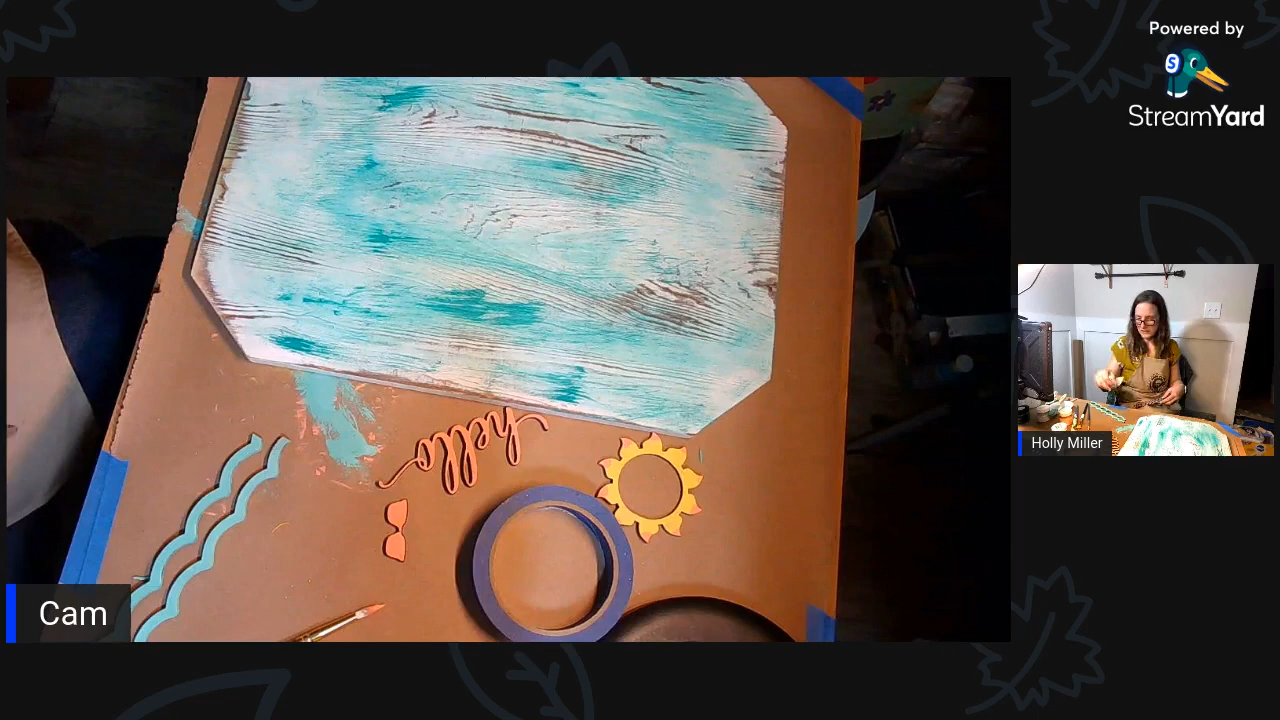 Powered by
S
StreamYard
hello
Holly Miller
Cam